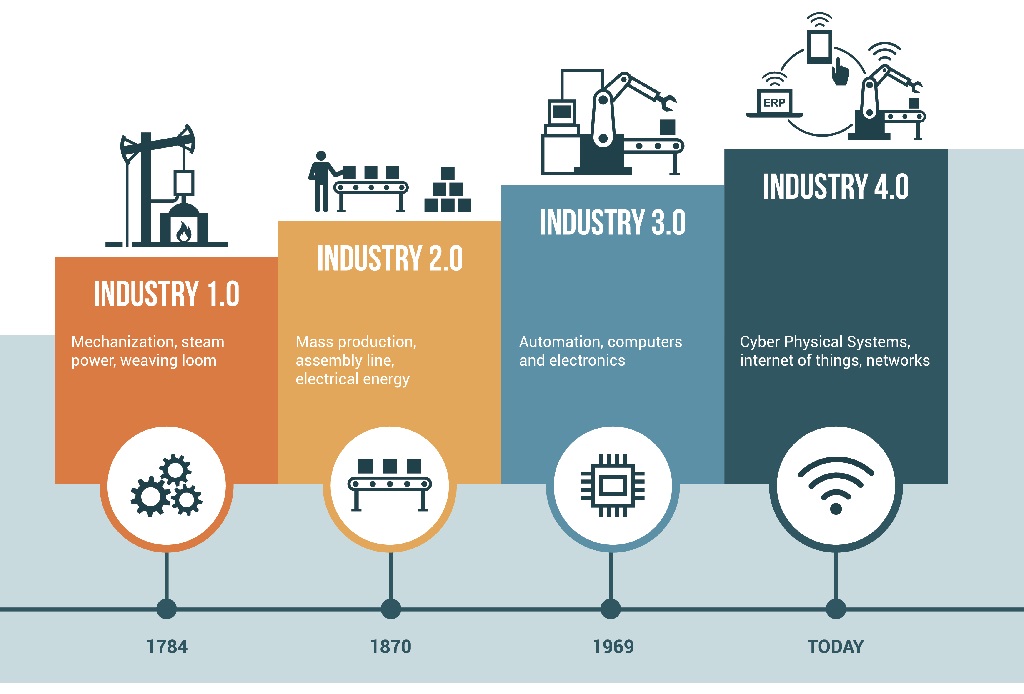 ERP
INDUSTRY 1.0
Mechanization, steam
power, weaving loom
INDUSTRY 2.0
Mass production,
assembly line,
electrical energy
INDUSTRY 3.0
Automation, computers
and electronics
INDUSTRY 4.0
Cyber Physical Systems,
internet of things, networks
1784
1870
1969
TODAY